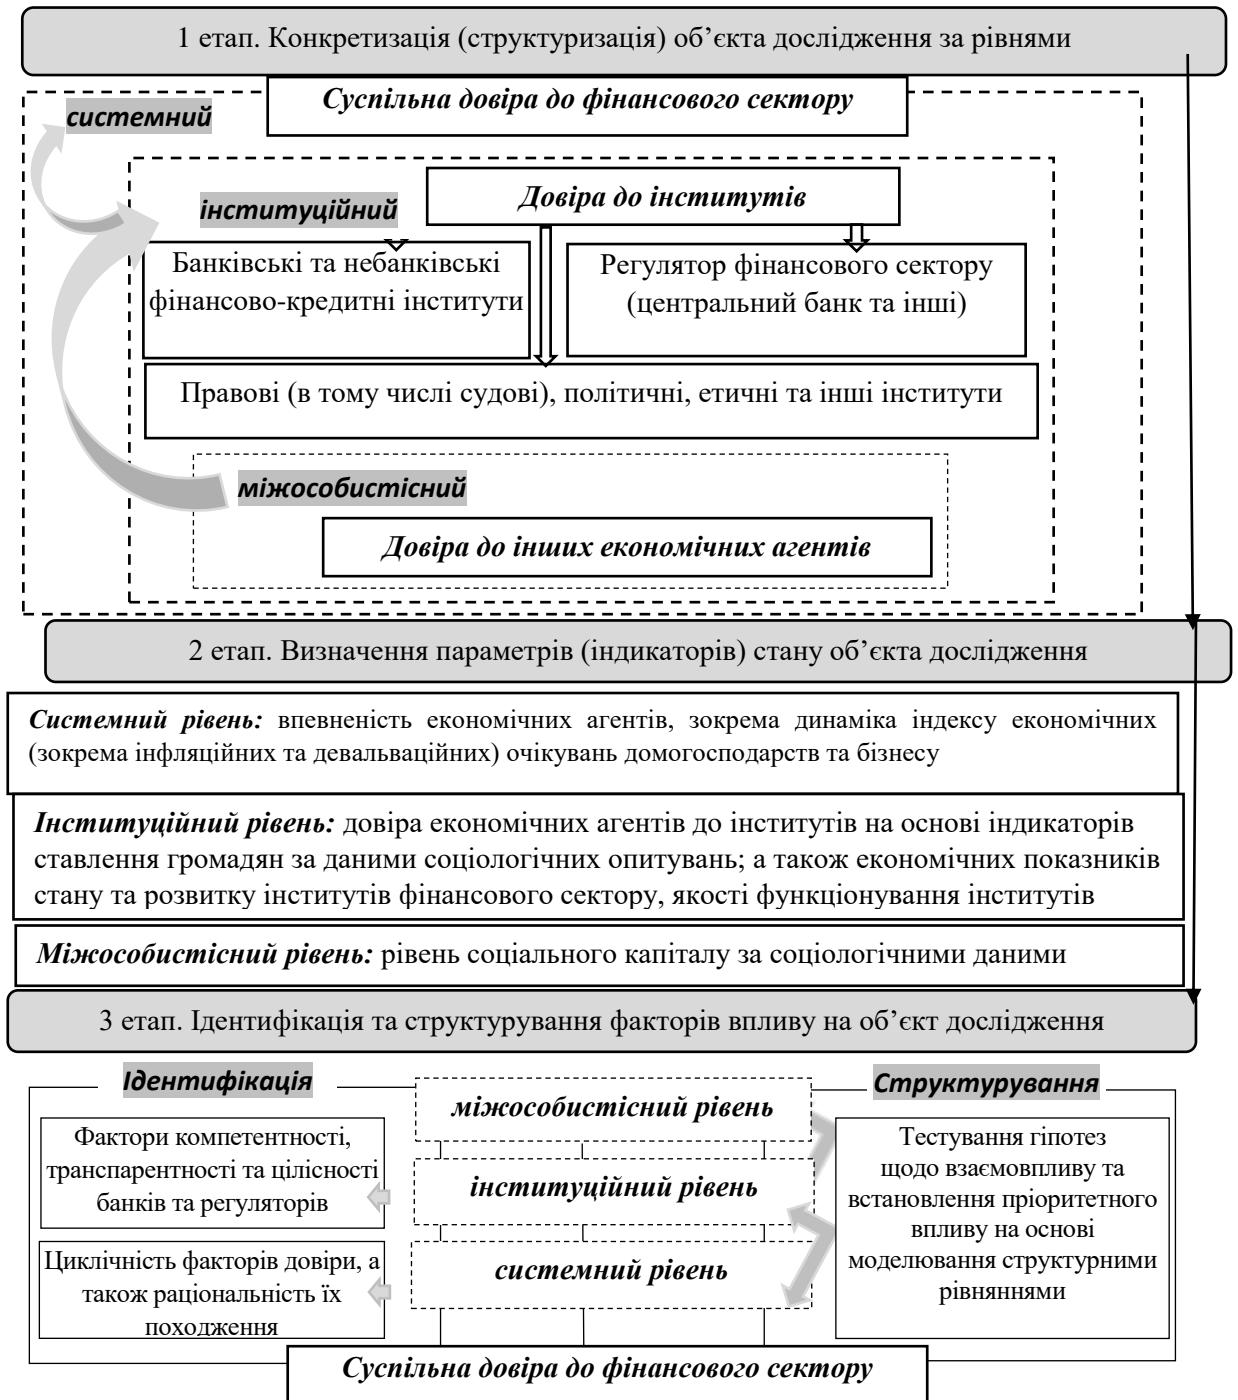 1 етап. Конкретизація (структуризація) об’єкта дослідження за рівнями
Суспільна довіра до фінансового сектору
системний
Довіра до інститутів
інституційний
Банківські та небанківські
фінансово-кредитні інститути
Регулятор фінансового сектору
(центральний банк та інші)
Правові (в тому числі судові), політичні, етичні та інші інститути
міжособистісний
Довіра до інших економічних агентів
2 етап. Визначення параметрів (індикаторів) стану об’єкта дослідження
Системний рівень: впевненість економічних агентів, зокрема динаміка індексу економічних
(зокрема інфляційних та девальваційних) очікувань домогосподарств та бізнесу
Інституційний рівень: довіра економічних агентів до інститутів на основі індикаторів
ставлення громадян за даними соціологічних опитувань; а також економічних показників
стану та розвитку інститутів фінансового сектору, якості функціонування інститутів
Міжособистісний рівень: рівень соціального капіталу за соціологічними даними
3 етап. Ідентифікація та структурування факторів впливу на об’єкт дослідження
Ідентифікація
Структурування
міжособистісний рівень
інституційний рівень
системний рівень
Фактори компетентності,
транспарентності та цілісності
банків та регуляторів
Циклічність факторів довіри, а
також раціональність їх
походження
Тестування гіпотез
щодо взаємовпливу та
встановлення пріоритетного
впливу на основі
моделювання структурними
рівняннями
Суспільна довіра до фінансового сектору